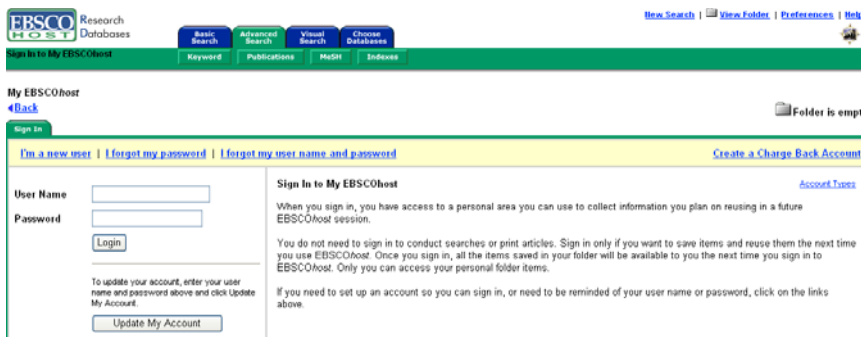 New Search | View Folder | Preferences | Help
EBSCO Research
HOST Databases
Basic Search
Advanced Search
Visual Search
Choose Databases
Sign In to My EBSCOhost
Keyword Publications MeSH Indexes
My EBSCOhost
Back
Folder is empt
Sign In
I'm a new user | I forgot my password | I forgot my user name and password
Create a Charge Back Account
User Name
Password
Login
To update your account, enter your user
name and password above and click Update
My Account.
Update My Account
Sign In to My EBSCOhost
Account Types
When you sign in, you have access to a personal area you can use to collect information you plan on reusing in a future
EBSCOhost session.
You do not need to sign in to conduct searches or print articles. Sign in only if you want to save items and reuse them the next time
you use EBSCOhost. Once you sign in, all the items saved in your folder will be available to you the next time you sign in to
EBSCOhost. Only you can access your personal folder items.
If you need to set up an account so you can sign in, or need to be reminded of your user name or password, click on the links
above.